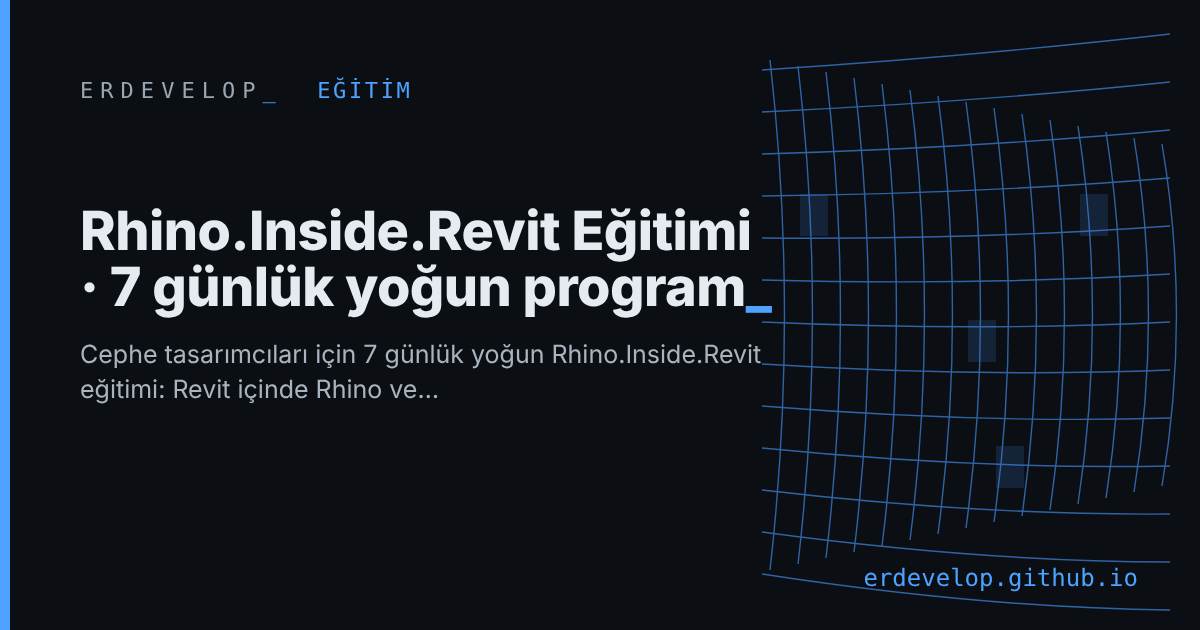 ERDEVELOP_ EĞİTİM
Rhino.Inside.Revit Eğitimi
· 7 günlük yoğun program_
Cephe tasarımcıları için 7 günlük yoğun Rhino.Inside.Revit
eğitimi: Revit içinde Rhino ve…
erdevelop.github.io